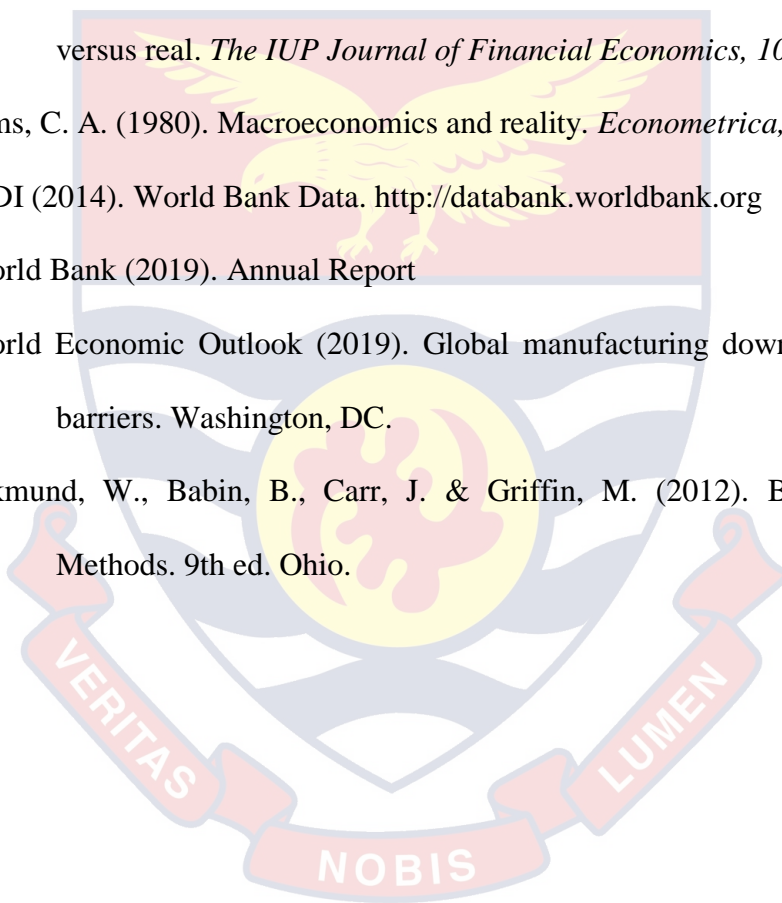 versus real. The IUP Journal of Financial Economics, 10
ms, C. A. (1980). Macroeconomics and reality. Econometrica,
DI (2014). World Bank Data. http://databank.worldbank.org
orld Bank (2019). Annual Report
orld Economic Outlook (2019). Global manufacturing down
barriers. Washington, DC.
kmund, W., Babin, B., Carr, J. & Griffin, M. (2012). B
Methods. 9th ed. Ohio.
VERITAS
NOBIS
LUMEN